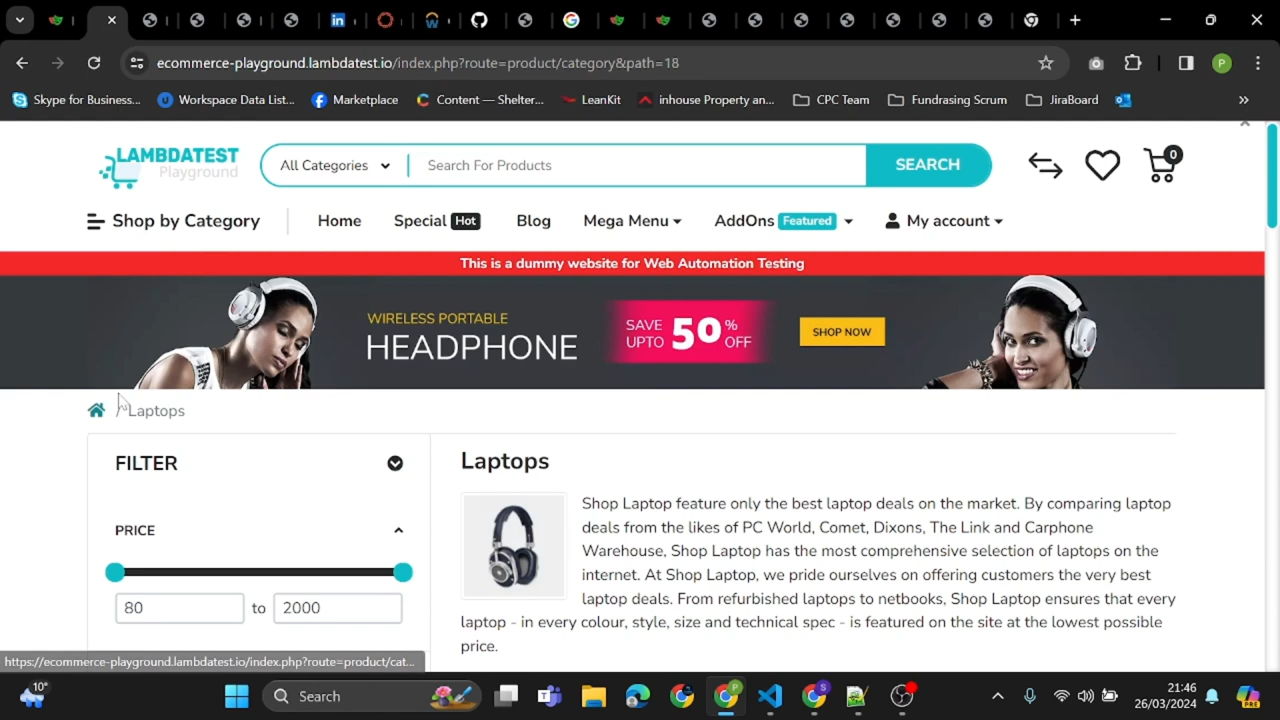 ecommerce-playground.lambdatest.io/index.php?route=product/category&path=18
P
Skype for Business... Workspace Data List... Marketplace Content — Shelter... LeanKit inhouse Property an... CPC Team Fundrasing Scrum JiraBoard
LAMBDATEST
Playground
All Categories
Search For Products
SEARCH
0
Shop by Category Home Special Hot Blog Mega Menu AddOns Featured My account
This is a dummy website for Web Automation Testing
WIRELESS PORTABLE
HEADPHONE
SAVE
UPTO
50
%
OFF
SHOP NOW
/ Laptops
FILTER
PRICE
80 to 2000
Laptops
Shop Laptop feature only the best laptop deals on the market. By comparing laptop
deals from the likes of PC World, Comet, Dixons, The Link and Carphone
Warehouse, Shop Laptop has the most comprehensive selection of laptops on the
internet. At Shop Laptop, we pride ourselves on offering customers the very best
laptop deals. From refurbished laptops to netbooks, Shop Laptop ensures that every
laptop - in every colour, style, size and technical spec - is featured on the site at the lowest possible
price.
https://ecommerce-playground.lambdatest.io/index.php?route=product/cat...
10°
Search
21:46
26/03/2024